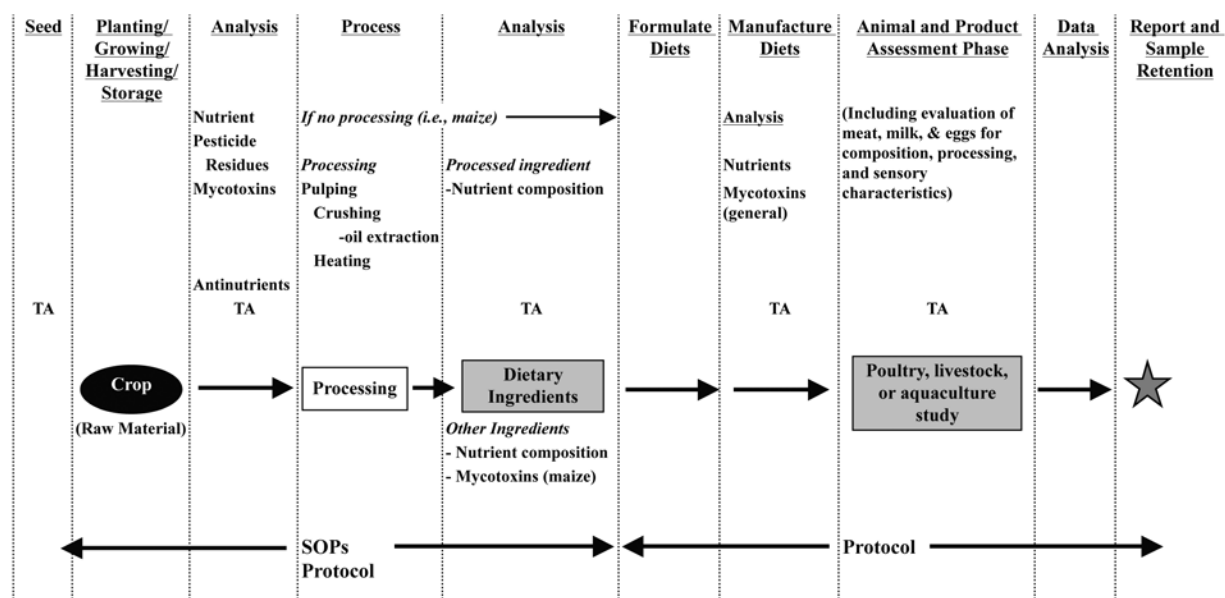 Seed
Planting/
Growing/
Harvesting/
Storage
Analysis
Process
Analysis
Formulate
Diets
Manufacture
Diets
Animal and Product
Assessment Phase
Data
Analysis
Report and
Sample
Retention
Nutrient
Pesticide
Residues
Mycotoxins
Antinutrients
If no processing (i.e., maize)
Processing
Pulping
Crushing
-oil extraction
Heating
Processed ingredient
-Nutrient composition
Analysis
Nutrients
Mycotoxins
(general)
(Including evaluation of
meat, milk, & eggs for
composition, processing,
and sensory
characteristics)
TA
TA
TA
TA
TA
Crop
(Raw Material)
Processing
Dietary
Ingredients
Other Ingredients
- Nutrient composition
- Mycotoxins (maize)
Poultry, livestock,
or aquaculture
study
SOPs
Protocol
Protocol